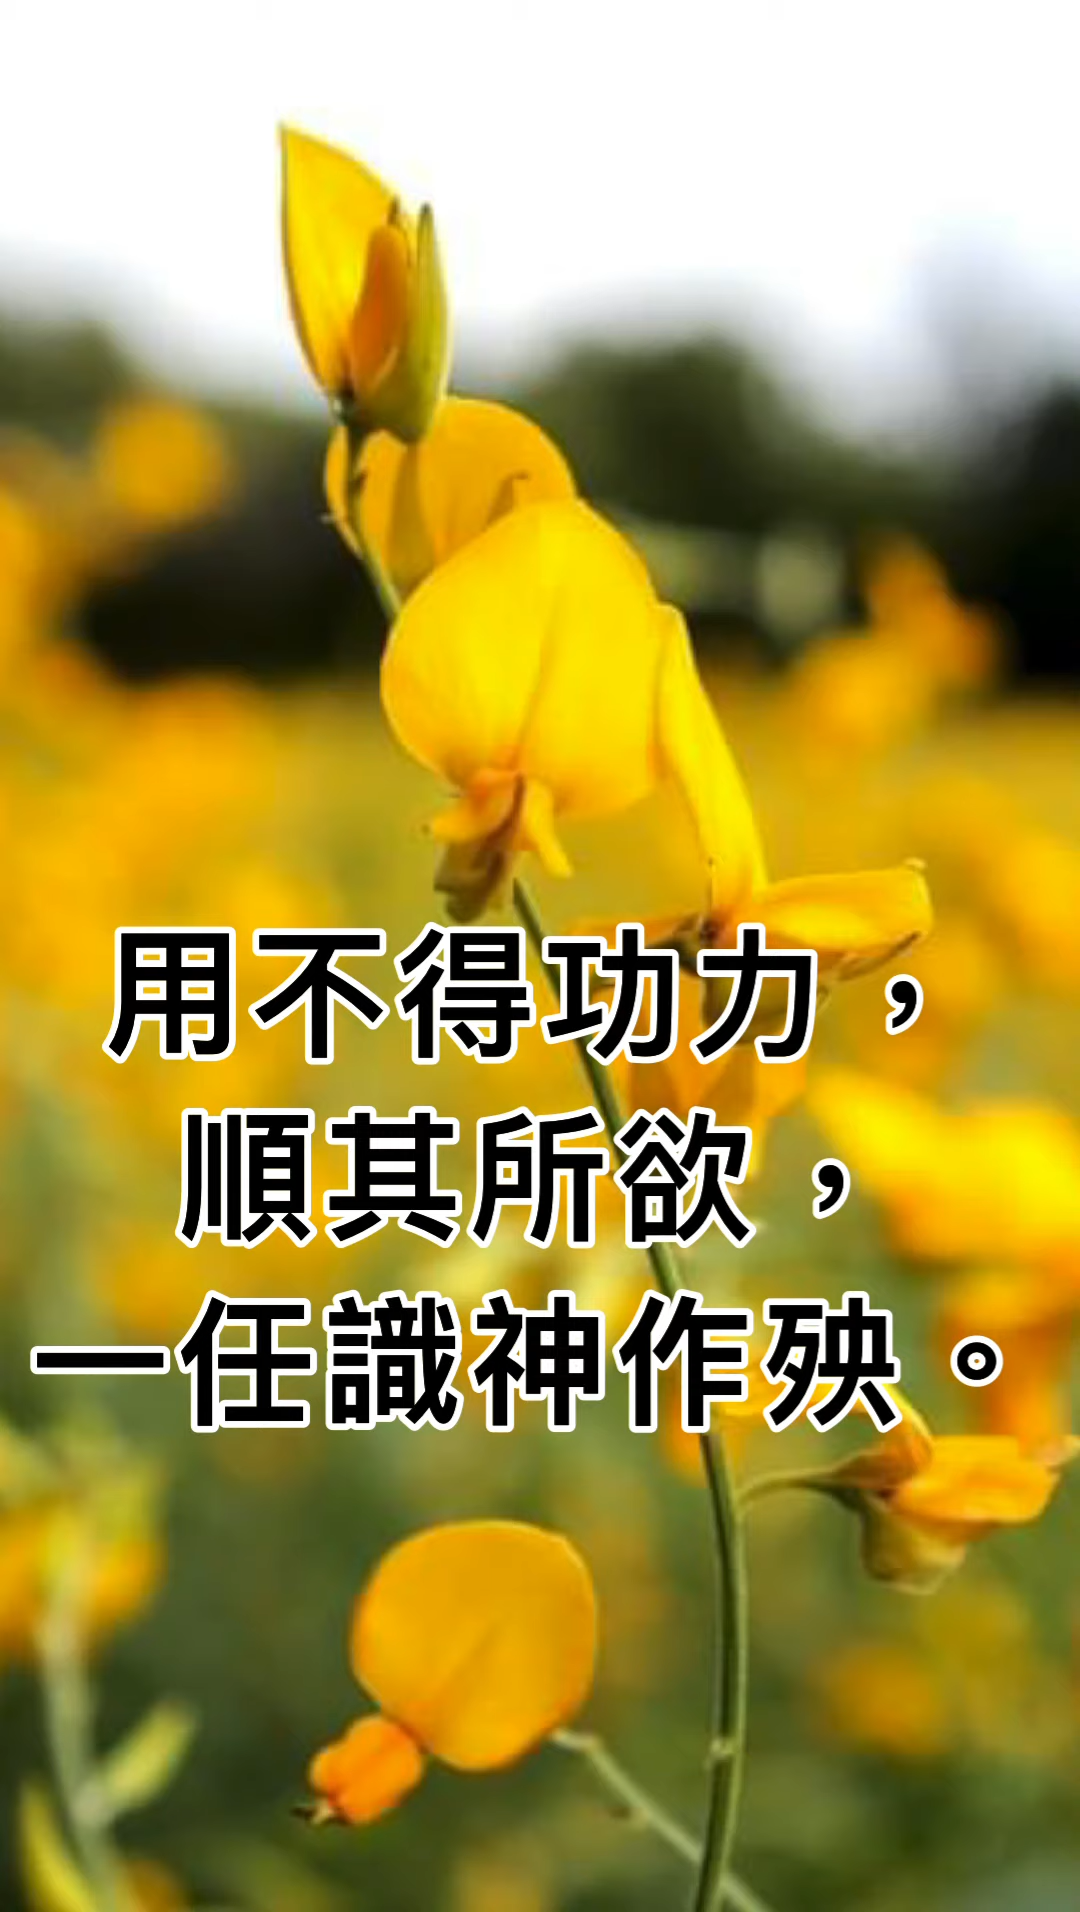 用不得功力，
順其所欲，
一任識神作殃。